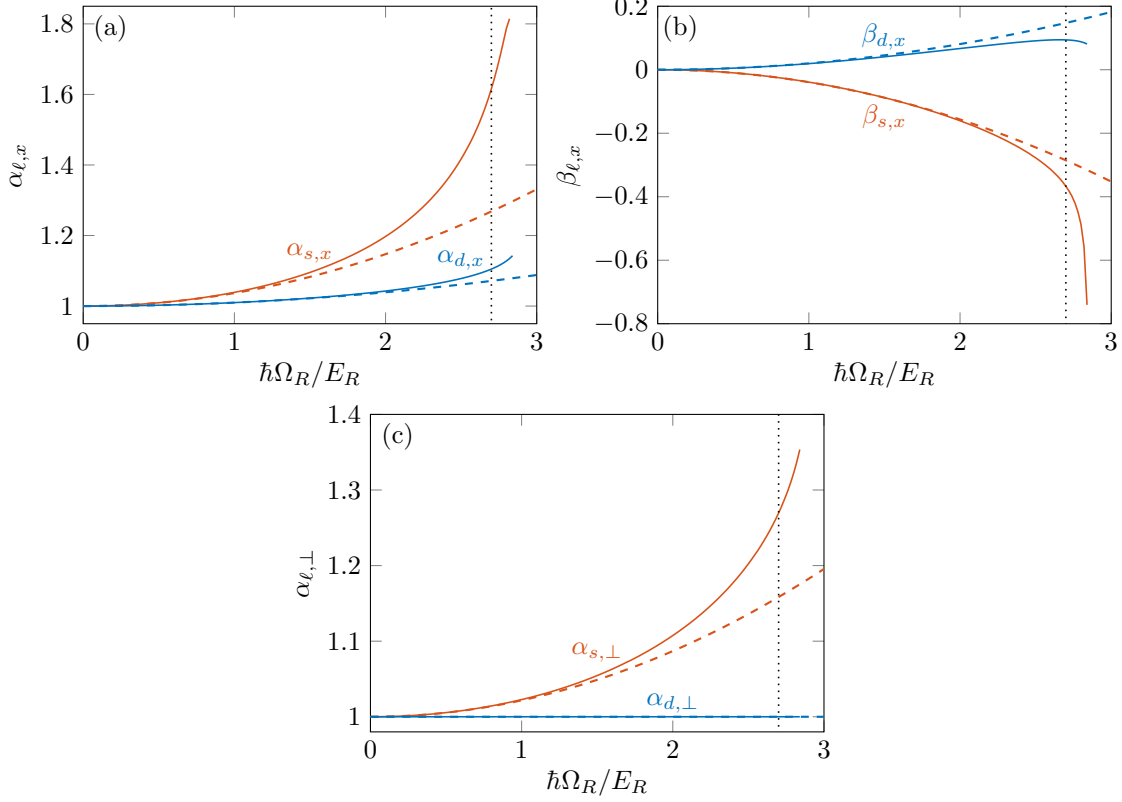 (a)
1.8
1.6
1.4
1.2
1
α_{ℓ,x}
α_{s,x}
α_{d,x}
0 1 2 3
ħΩ_R/E_R
(b)
0.2
0
−0.2
−0.4
−0.6
−0.8
β_{ℓ,x}
β_{d,x}
β_{s,x}
0 1 2 3
ħΩ_R/E_R
(c)
1.4
1.3
1.2
1.1
1
α_{ℓ,⊥}
α_{s,⊥}
α_{d,⊥}
0 1 2 3
ħΩ_R/E_R